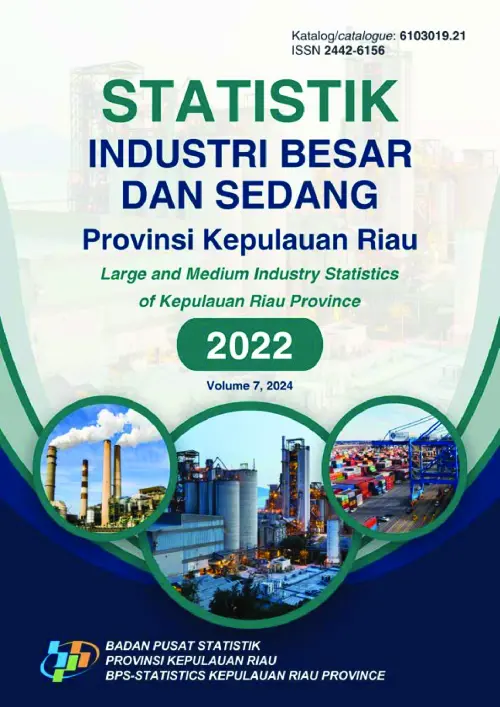 Katalog/catalogue: 6103019.21
ISSN 2442-6156
STATISTIK
INDUSTRI BESAR
DAN SEDANG
Provinsi Kepulauan Riau
Large and Medium Industry Statistics
of Kepulauan Riau Province
2022
Volume 7, 2024
BADAN PUSAT STATISTIK
PROVINSI KEPULAUAN RIAU
BPS-STATISTICS KEPULAUAN RIAU PROVINCE